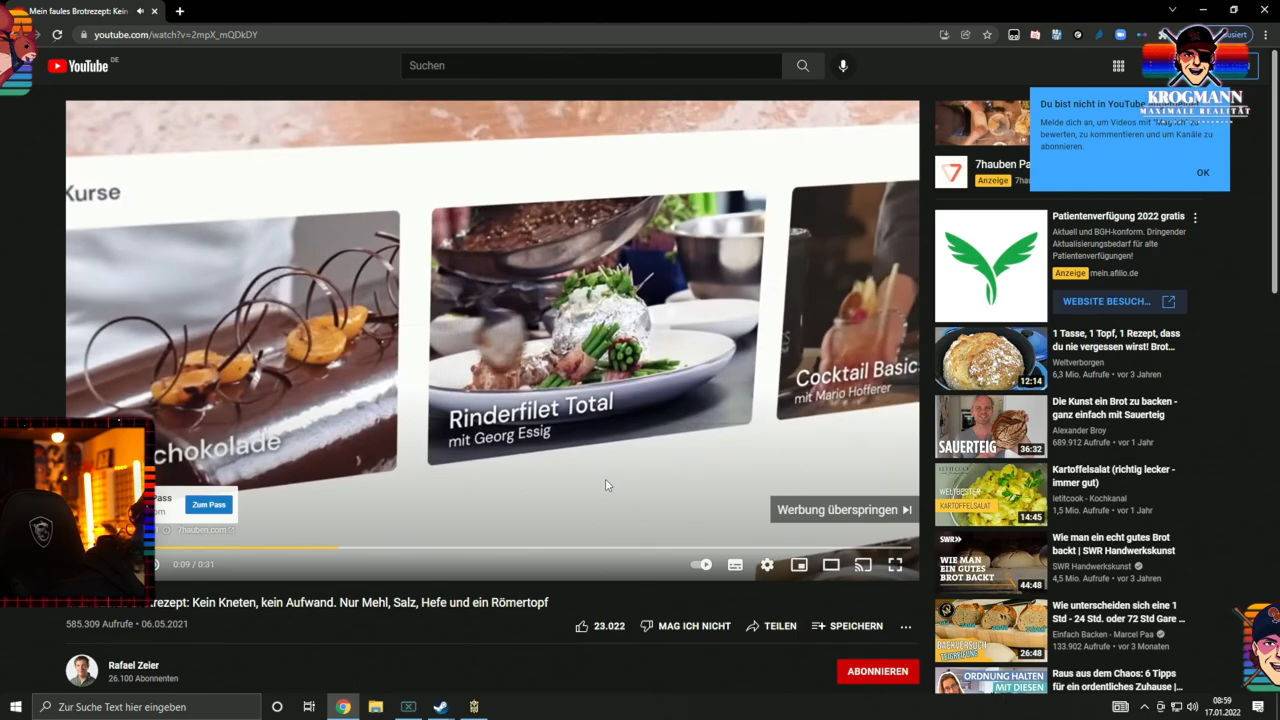 Mein faules Brotrezept: Kein
youtube.com/watch?v=2mpX_mQDkDY
YouTube DE
Suchen
KROGMANN
MAXIMALE REALITÄT
Du bist nicht in YouTube
Melde dich an, um Videos mit "Mag ich" zu
bewerten, zu kommentieren und um Kanäle zu
abonnieren.
OK
Kurse
Schokolade
Rinderfilet Total
mit Georg Essig
Cocktail Basic
mit Mario Hofferer
Pass
Zum Pass
7hauben.com
Werbung überspringen
0:09 / 0:31
rezept: Kein Kneten, kein Aufwand. Nur Mehl, Salz, Hefe und ein Römertopf
585.309 Aufrufe • 06.05.2021
23.022
MAG ICH NICHT
TEILEN
SPEICHERN
Rafael Zeier
26.100 Abonnenten
ABONNIEREN
7hauben Pa
Anzeige 7hau
Patientenverfügung 2022 gratis
Aktuell und BGH-konform. Dringender
Aktualisierungsbedarf für alte
Patientenverfügungen!
Anzeige mein.afilio.de
WEBSITE BESUCH…
1 Tasse, 1 Topf, 1 Rezept, dass
du nie vergessen wirst! Brot…
Weltverborgen
6,3 Mio. Aufrufe • vor 3 Jahren
12:14
Die Kunst ein Brot zu backen -
ganz einfach mit Sauerteig
Alexander Broy
689.912 Aufrufe • vor 1 Jahr
SAUERTEIG
36:32
Kartoffelsalat (richtig lecker -
immer gut)
letitcook - Kochkanal
1,5 Mio. Aufrufe • vor 1 Jahr
LETITCOOK
WELTBESTER
KARTOFFELSALAT
14:45
Wie man ein echt gutes Brot
backt | SWR Handwerkskunst
SWR Handwerkskunst
4,5 Mio. Aufrufe • vor 3 Jahren
SWR»
WIE MAN
EIN GUTES
BROT BACKT
44:48
Wie unterscheiden sich eine 1
Std - 24 Std. oder 72 Std Gare …
Einfach Backen - Marcel Paa
133.902 Aufrufe • vor 3 Monaten
BACKVERSUCH
TEIGREIFUNG
26:48
Raus aus dem Chaos: 6 Tipps
für ein ordentliches Zuhause |…
ORDNUNG HALTEN
MIT DIESEN
Zur Suche Text hier eingeben
08:59
17.01.2022